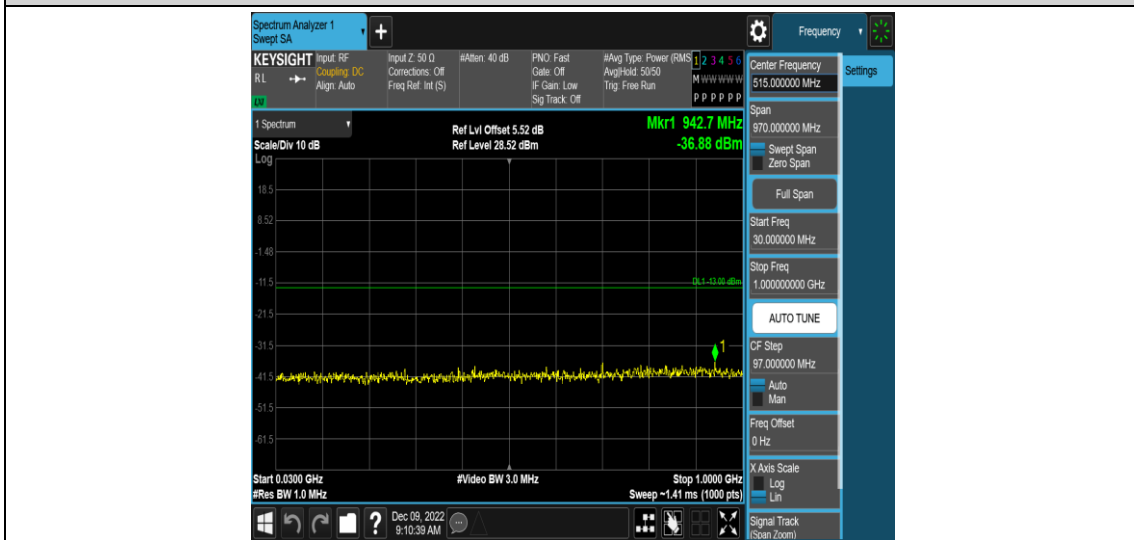 Spectrum Analyzer 1
Swept SA
+
Frequency
KEYSIGHT
RL
LXI
Input: RF
Coupling: DC
Align: Auto
Input Z: 50 Ω
Corrections: Off
Freq Ref: Int (S)
#Atten: 40 dB
PNO: Fast
Gate: Off
IF Gain: Low
Sig Track: Off
#Avg Type: Power (RMS
Avg|Hold: 50/50
Trig: Free Run
1 2 3 4 5 6
M W W W W W
P P P P P P
1 Spectrum
Scale/Div 10 dB
Ref Lvl Offset 5.52 dB
Ref Level 28.52 dBm
Mkr1 942.7 MHz
-36.88 dBm
Log
18.5
8.52
-1.48
-11.5
DL1 -13.00 dBm
-21.5
-31.5
1
-41.5
-51.5
-61.5
Start 0.0300 GHz
#Video BW 3.0 MHz
Stop 1.0000 GHz
#Res BW 1.0 MHz
Sweep ~1.41 ms (1000 pts)
?
Dec 09, 2022
9:10:39 AM
Center Frequency
515.000000 MHz
Settings
Span
970.000000 MHz
Swept Span
Zero Span
Full Span
Start Freq
30.000000 MHz
Stop Freq
1.000000000 GHz
AUTO TUNE
CF Step
97.000000 MHz
Auto
Man
Freq Offset
0 Hz
X Axis Scale
Log
Lin
Signal Track
(Span Zoom)